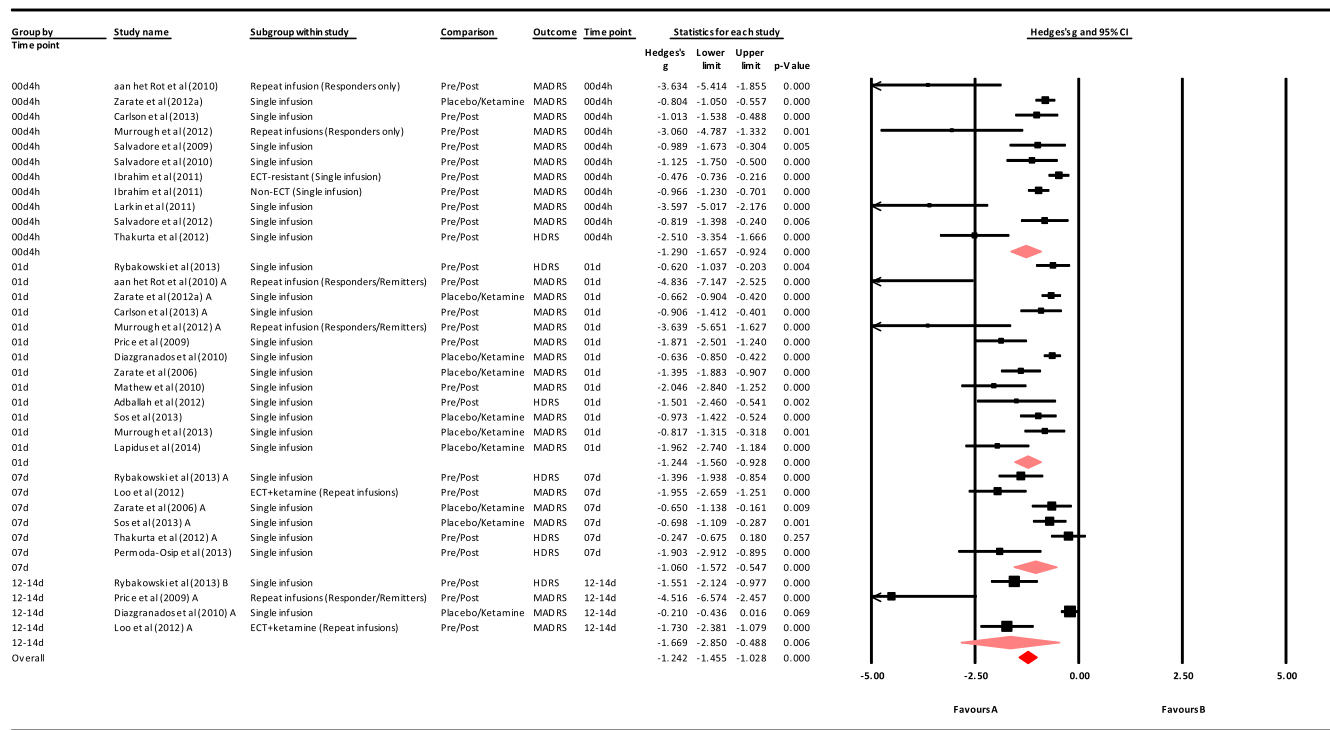 Group by Study name Subgroup within study Comparison Outcome Time point Statistics for each study Hedges's g and 95% CI
Time point
Hedges's Lower Upper
g limit limit p-Value
00d4h aan het Rot et al (2010) Repeat infusion (Responders only) Pre/Post MADRS 00d4h -3.634 -5.414 -1.855 0.000
00d4h Zarate et al (2012a) Single infusion Placebo/Ketamine MADRS 00d4h -0.804 -1.050 -0.557 0.000
00d4h Carlson et al (2013) Single infusion Pre/Post MADRS 00d4h -1.013 -1.538 -0.488 0.000
00d4h Murrough et al (2012) Repeat infusions (Responders only) Pre/Post MADRS 00d4h -3.060 -4.787 -1.332 0.001
00d4h Salvadore et al (2009) Single infusion Pre/Post MADRS 00d4h -0.989 -1.673 -0.304 0.005
00d4h Salvadore et al (2010) Single infusion Pre/Post MADRS 00d4h -1.125 -1.750 -0.500 0.000
00d4h Ibrahim et al (2011) ECT-resistant (Single infusion) Pre/Post MADRS 00d4h -0.476 -0.736 -0.216 0.000
00d4h Ibrahim et al (2011) Non-ECT (Single infusion) Pre/Post MADRS 00d4h -0.966 -1.230 -0.701 0.000
00d4h Larkin et al (2011) Single infusion Pre/Post MADRS 00d4h -3.597 -5.017 -2.176 0.000
00d4h Salvadore et al (2012) Single infusion Pre/Post MADRS 00d4h -0.819 -1.398 -0.240 0.006
00d4h Thakurta et al (2012) Single infusion Pre/Post HDRS 00d4h -2.510 -3.354 -1.666 0.000
00d4h -1.290 -1.657 -0.924 0.000
01d Rybakowski et al (2013) Single infusion Pre/Post HDRS 01d -0.620 -1.037 -0.203 0.004
01d aan het Rot et al (2010) A Repeat infusion (Responders/Remitters) Pre/Post MADRS 01d -4.836 -7.147 -2.525 0.000
01d Zarate et al (2012a) A Single infusion Placebo/Ketamine MADRS 01d -0.662 -0.904 -0.420 0.000
01d Carlson et al (2013) A Single infusion Pre/Post MADRS 01d -0.906 -1.412 -0.401 0.000
01d Murrough et al (2012) A Repeat infusion (Responders/Remitters) Pre/Post MADRS 01d -3.639 -5.651 -1.627 0.000
01d Price et al (2009) Single infusion Pre/Post MADRS 01d -1.871 -2.501 -1.240 0.000
01d Diazgranados et al (2010) Single infusion Placebo/Ketamine MADRS 01d -0.636 -0.850 -0.422 0.000
01d Zarate et al (2006) Single infusion Placebo/Ketamine MADRS 01d -1.395 -1.883 -0.907 0.000
01d Mathew et al (2010) Single infusion Pre/Post MADRS 01d -2.046 -2.840 -1.252 0.000
01d Adballah et al (2012) Single infusion Pre/Post HDRS 01d -1.501 -2.460 -0.541 0.002
01d Sos et al (2013) Single infusion Placebo/Ketamine MADRS 01d -0.973 -1.422 -0.524 0.000
01d Murrough et al (2013) Single infusion Placebo/Ketamine MADRS 01d -0.817 -1.315 -0.318 0.001
01d Lapidus et al (2014) Single infusion Placebo/Ketamine MADRS 01d -1.962 -2.740 -1.184 0.000
01d -1.244 -1.560 -0.928 0.000
07d Rybakowski et al (2013) A Single infusion Pre/Post HDRS 07d -1.396 -1.938 -0.854 0.000
07d Loo et al (2012) ECT+ketamine (Repeat infusions) Pre/Post MADRS 07d -1.955 -2.659 -1.251 0.000
07d Zarate et al (2006) A Single infusion Placebo/Ketamine MADRS 07d -0.650 -1.138 -0.161 0.009
07d Sos et al (2013) A Single infusion Placebo/Ketamine MADRS 07d -0.698 -1.109 -0.287 0.001
07d Thakurta et al (2012) A Single infusion Pre/Post HDRS 07d -0.247 -0.675 0.180 0.257
07d Permoda-Osip et al (2013) Single infusion Pre/Post HDRS 07d -1.903 -2.912 -0.895 0.000
07d -1.060 -1.572 -0.547 0.000
12-14d Rybakowski et al (2013) B Single infusion Pre/Post HDRS 12-14d -1.551 -2.124 -0.977 0.000
12-14d Price et al (2009) A Repeat infusions (Responder/Remitters) Pre/Post MADRS 12-14d -4.516 -6.574 -2.457 0.000
12-14d Diazgranados et al (2010) A Single infusion Placebo/Ketamine MADRS 12-14d -0.210 -0.436 0.016 0.069
12-14d Loo et al (2012) A ECT+ketamine (Repeat infusions) Pre/Post MADRS 12-14d -1.730 -2.381 -1.079 0.000
12-14d -1.669 -2.850 -0.488 0.006
Overall -1.242 -1.455 -1.028 0.000
-5.00 -2.50 0.00 2.50 5.00
Favours A Favours B